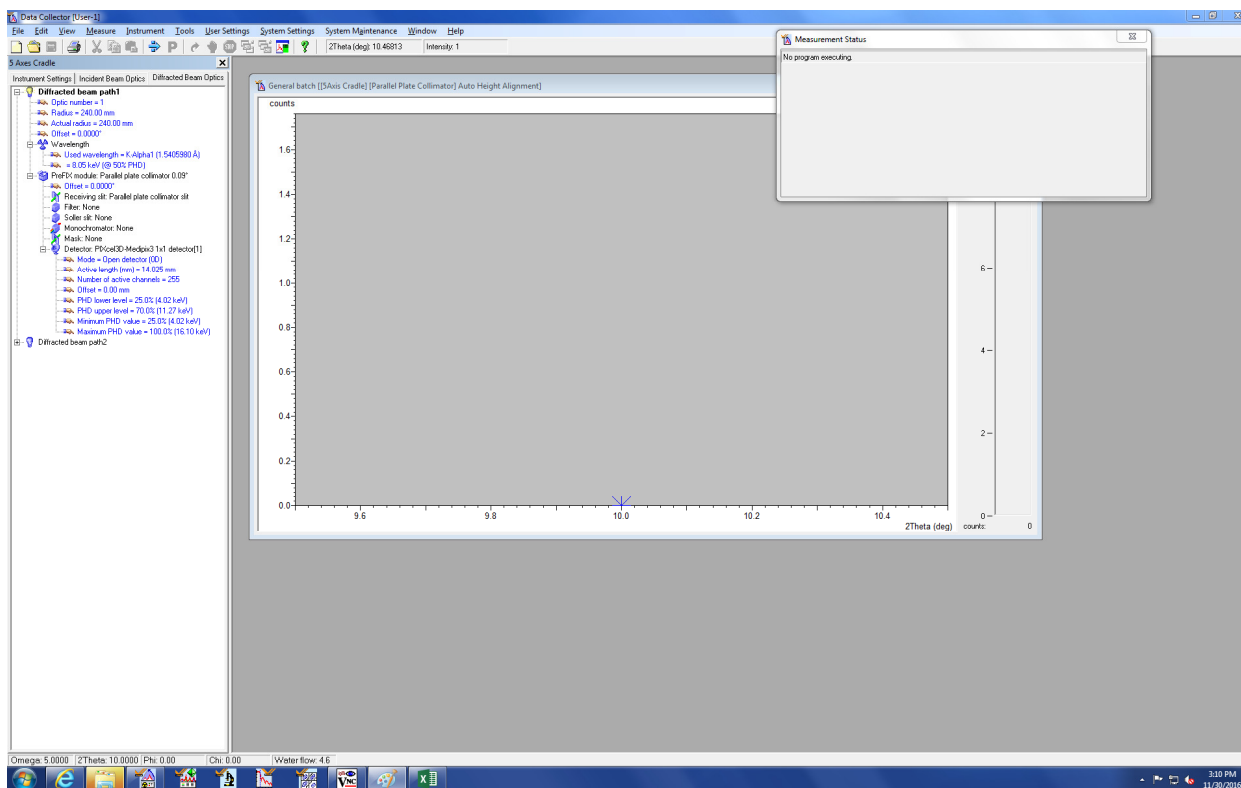 Data Collector [User-1]
File Edit View Measure Instrument Tools User Settings System Settings System Maintenance Window Help
2Theta (deg): 10.46813 Intensity: 1
5 Axes Cradle
Instrument Settings Incident Beam Optics Diffracted Beam Optics
Diffracted beam path1
Optic number = 1
Radius = 240.00 mm
Actual radius = 240.00 mm
Offset = 0.0000°
Wavelength
Used wavelength = K-Alpha1 (1.5405980 Å)
= 8.05 keV (@ 50% PHD)
PreFIX module: Parallel plate collimator 0.09°
Offset = 0.0000°
Receiving slit: Parallel plate collimator slit
Filter: None
Soller slit: None
Monochromator: None
Mask: None
Detector: PIXcel3D-Medipix3 1x1 detector[1]
Mode = Open detector (0D)
Active length (mm) = 14.025 mm
Number of active channels = 255
Offset = 0.00 mm
PHD lower level = 25.0% (4.02 keV)
PHD upper level = 70.0% (11.27 keV)
Minimum PHD value = 25.0% (4.02 keV)
Maximum PHD value = 100.0% (16.10 keV)
Diffracted beam path2
General batch [[5Axis Cradle] [Parallel Plate Collimator] Auto Height Alignment]
counts
1.6
1.4
1.2
1.0
0.8
0.6
0.4
0.2
0.0
9.6 9.8 10.0 10.2 10.4
2Theta (deg)
6
4
2
0
counts: 0
Measurement Status
No program executing.
Omega: 5.0000 2Theta: 10.0000 Phi: 0.00 Chi: 0.00 Water flow: 4.6
VNC
3:10 PM
11/30/2016